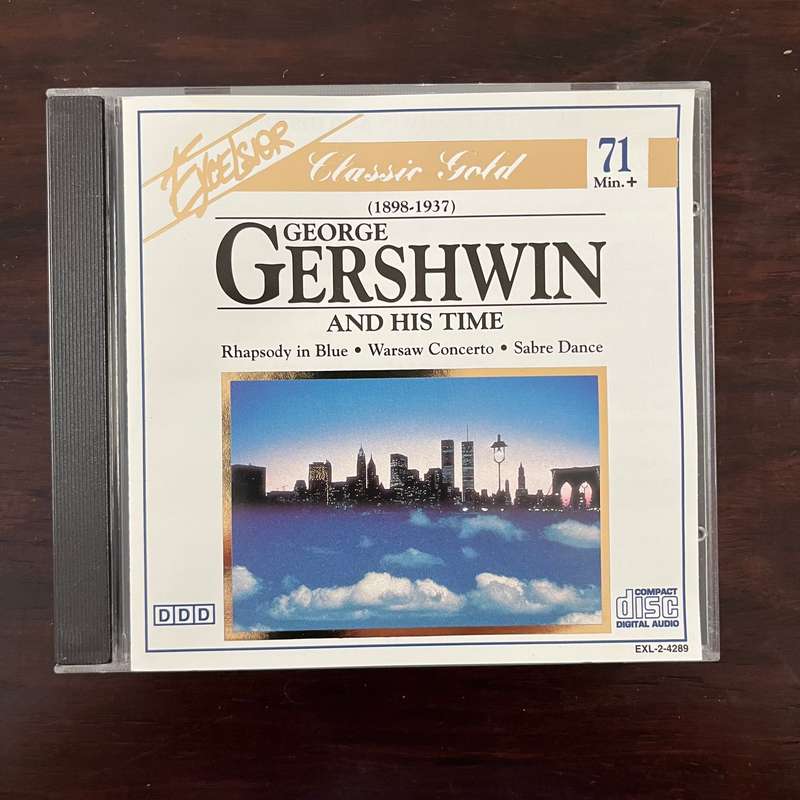 Excelsior
Classic Gold
71
Min.+
(1898-1937)
GEORGE
GERSHWIN
AND HIS TIME
Rhapsody in Blue • Warsaw Concerto • Sabre Dance
DDD
COMPACT
disc
DIGITAL AUDIO
EXL-2-4289